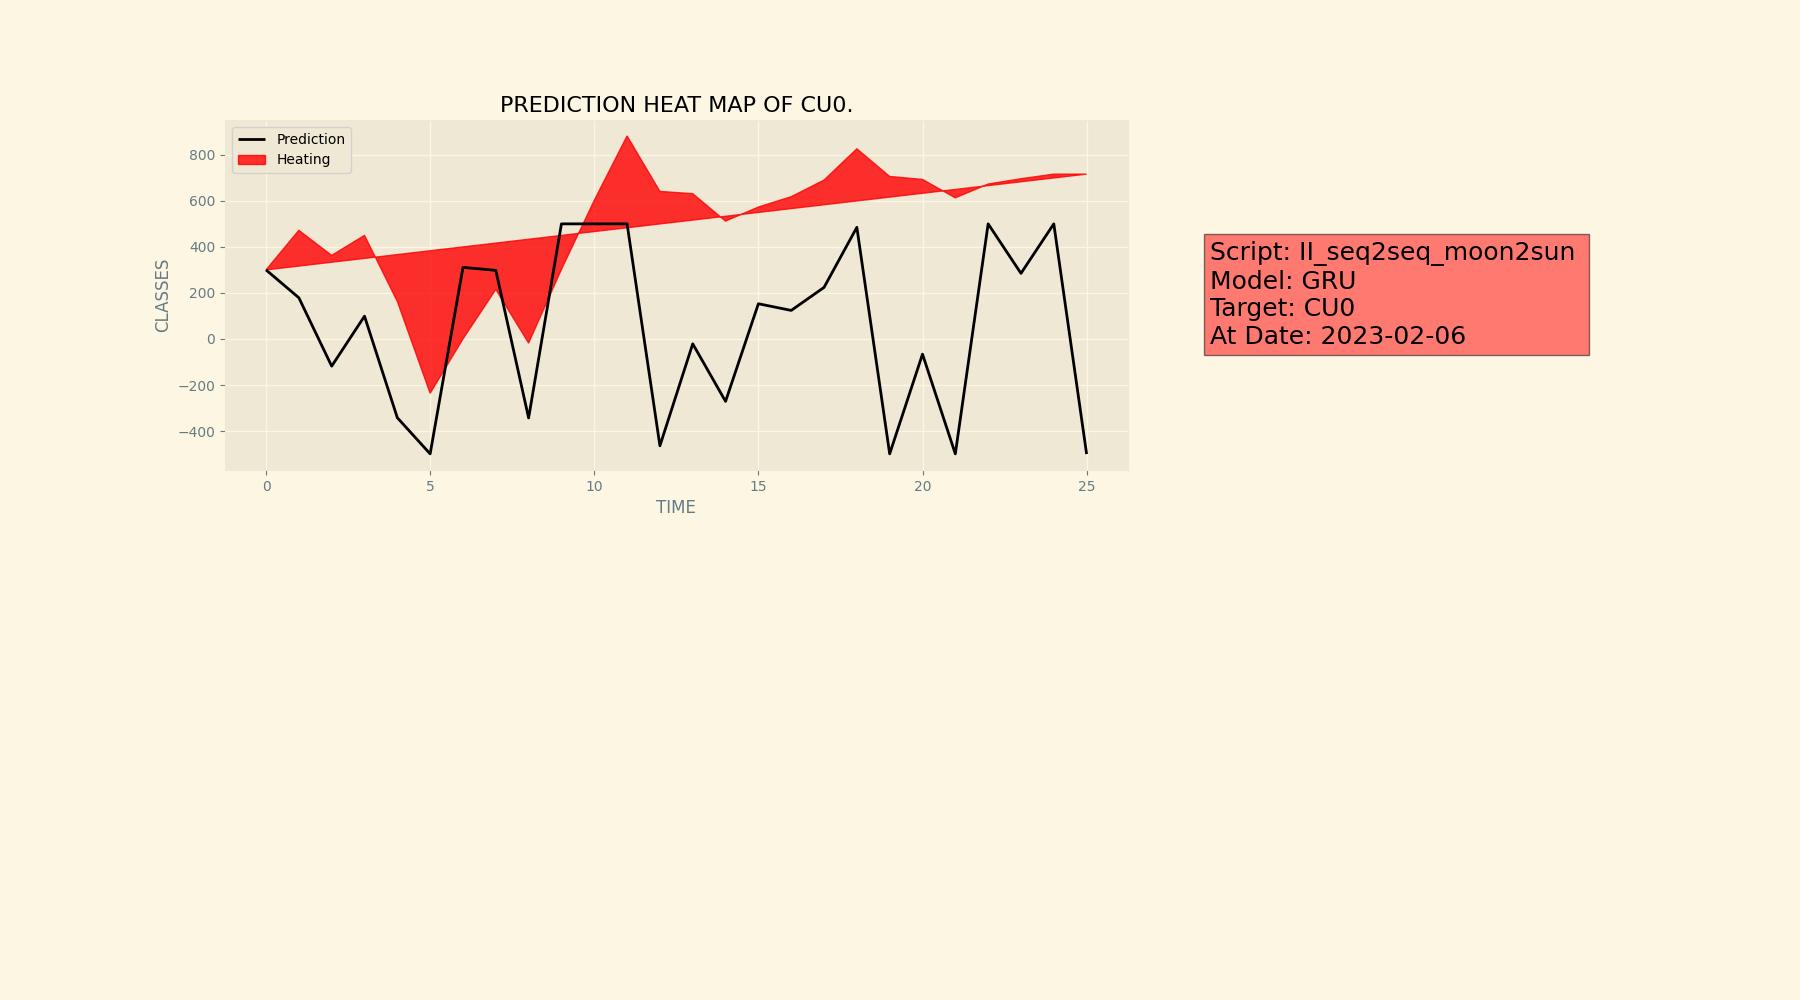 PREDICTION HEAT MAP OF CU0.
Prediction
Heating
800
600
400
200
0
−200
−400
CLASSES
0 5 10 15 20 25
TIME
Script: II_seq2seq_moon2sun
Model: GRU
Target: CU0
At Date: 2023-02-06